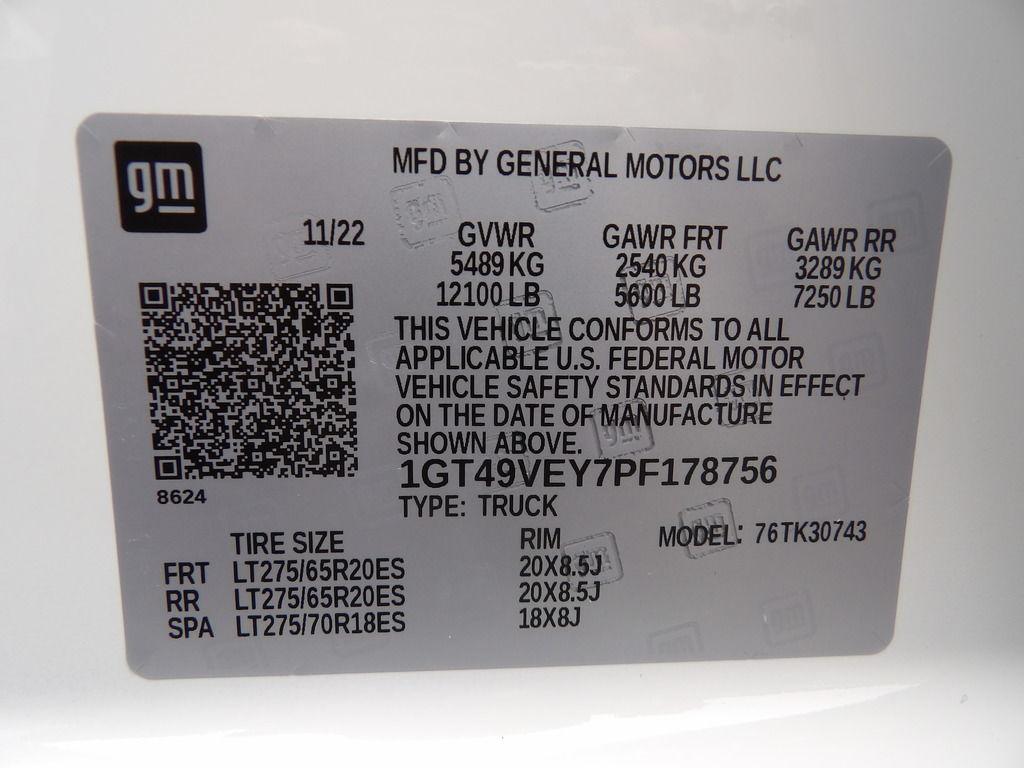 gm
MFD BY GENERAL MOTORS LLC
11/22 GVWR GAWR FRT GAWR RR
5489 KG 2540 KG 3289 KG
12100 LB 5600 LB 7250 LB
THIS VEHICLE CONFORMS TO ALL
APPLICABLE U.S. FEDERAL MOTOR
VEHICLE SAFETY STANDARDS IN EFFECT
ON THE DATE OF MANUFACTURE
SHOWN ABOVE.
1GT49VEY7PF178756
8624
TYPE: TRUCK
TIRE SIZE RIM MODEL: 76TK30743
FRT LT275/65R20ES 20X8.5J
RR LT275/65R20ES 20X8.5J
SPA LT275/70R18ES 18X8J